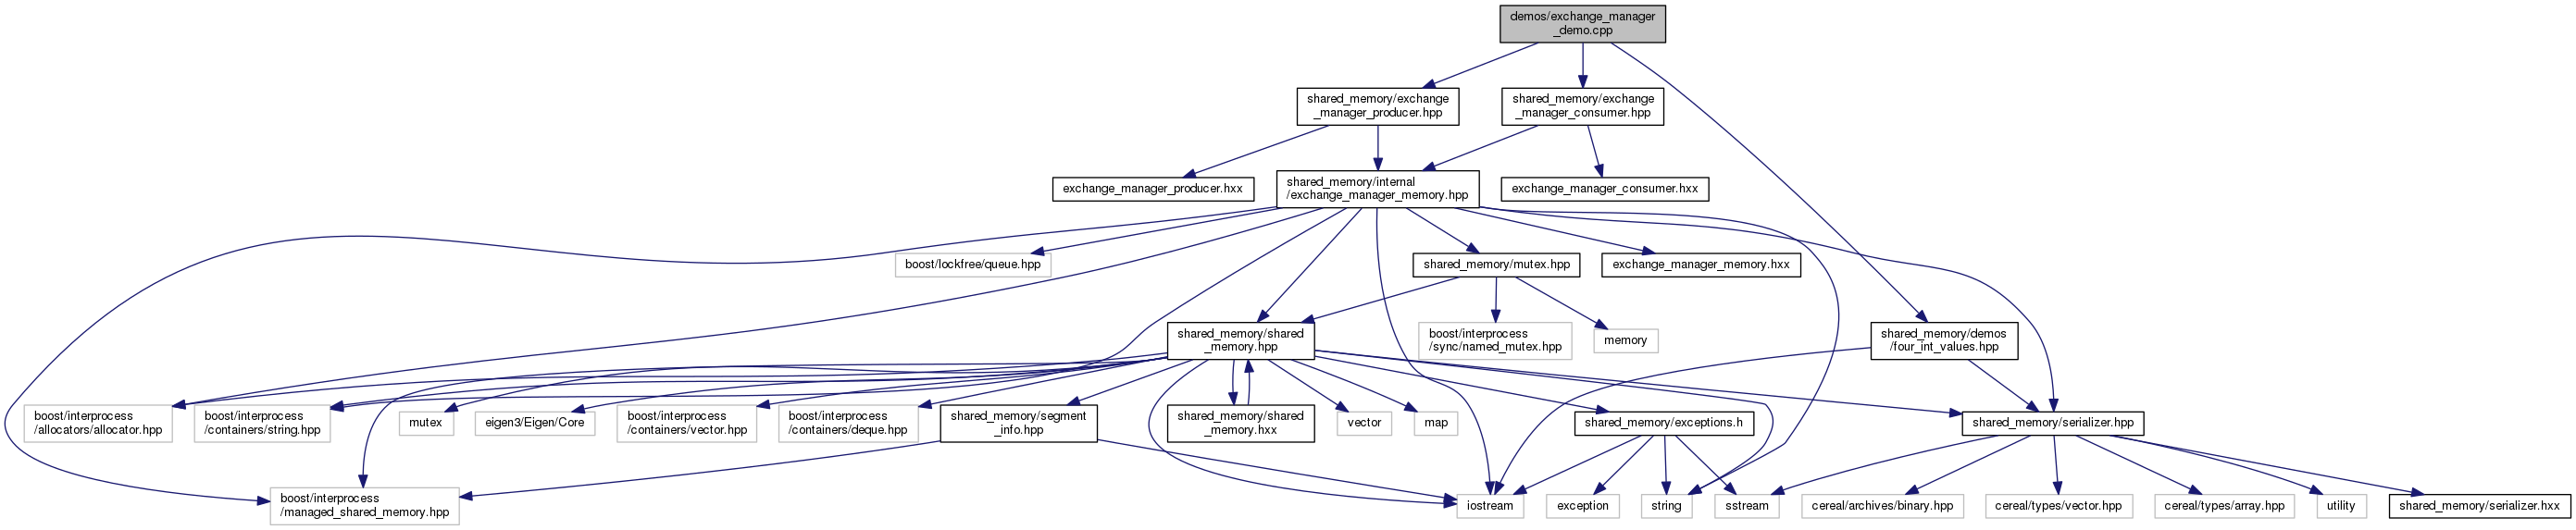 demos/exchange_manager
_demo.cpp
shared_memory/exchange
_manager_producer.hpp
shared_memory/exchange
_manager_consumer.hpp
exchange_manager_producer.hxx
shared_memory/internal
/exchange_manager_memory.hpp
exchange_manager_consumer.hxx
boost/lockfree/queue.hpp
shared_memory/mutex.hpp
exchange_manager_memory.hxx
shared_memory/shared
_memory.hpp
boost/interprocess
/sync/named_mutex.hpp
memory
shared_memory/demos
/four_int_values.hpp
boost/interprocess
/allocators/allocator.hpp
boost/interprocess
/containers/string.hpp
mutex
eigen3/Eigen/Core
boost/interprocess
/containers/vector.hpp
boost/interprocess
/containers/deque.hpp
shared_memory/segment
_info.hpp
shared_memory/shared
_memory.hxx
vector
map
shared_memory/exceptions.h
shared_memory/serializer.hpp
boost/interprocess
/managed_shared_memory.hpp
iostream
exception
string
sstream
cereal/archives/binary.hpp
cereal/types/vector.hpp
cereal/types/array.hpp
utility
shared_memory/serializer.hxx